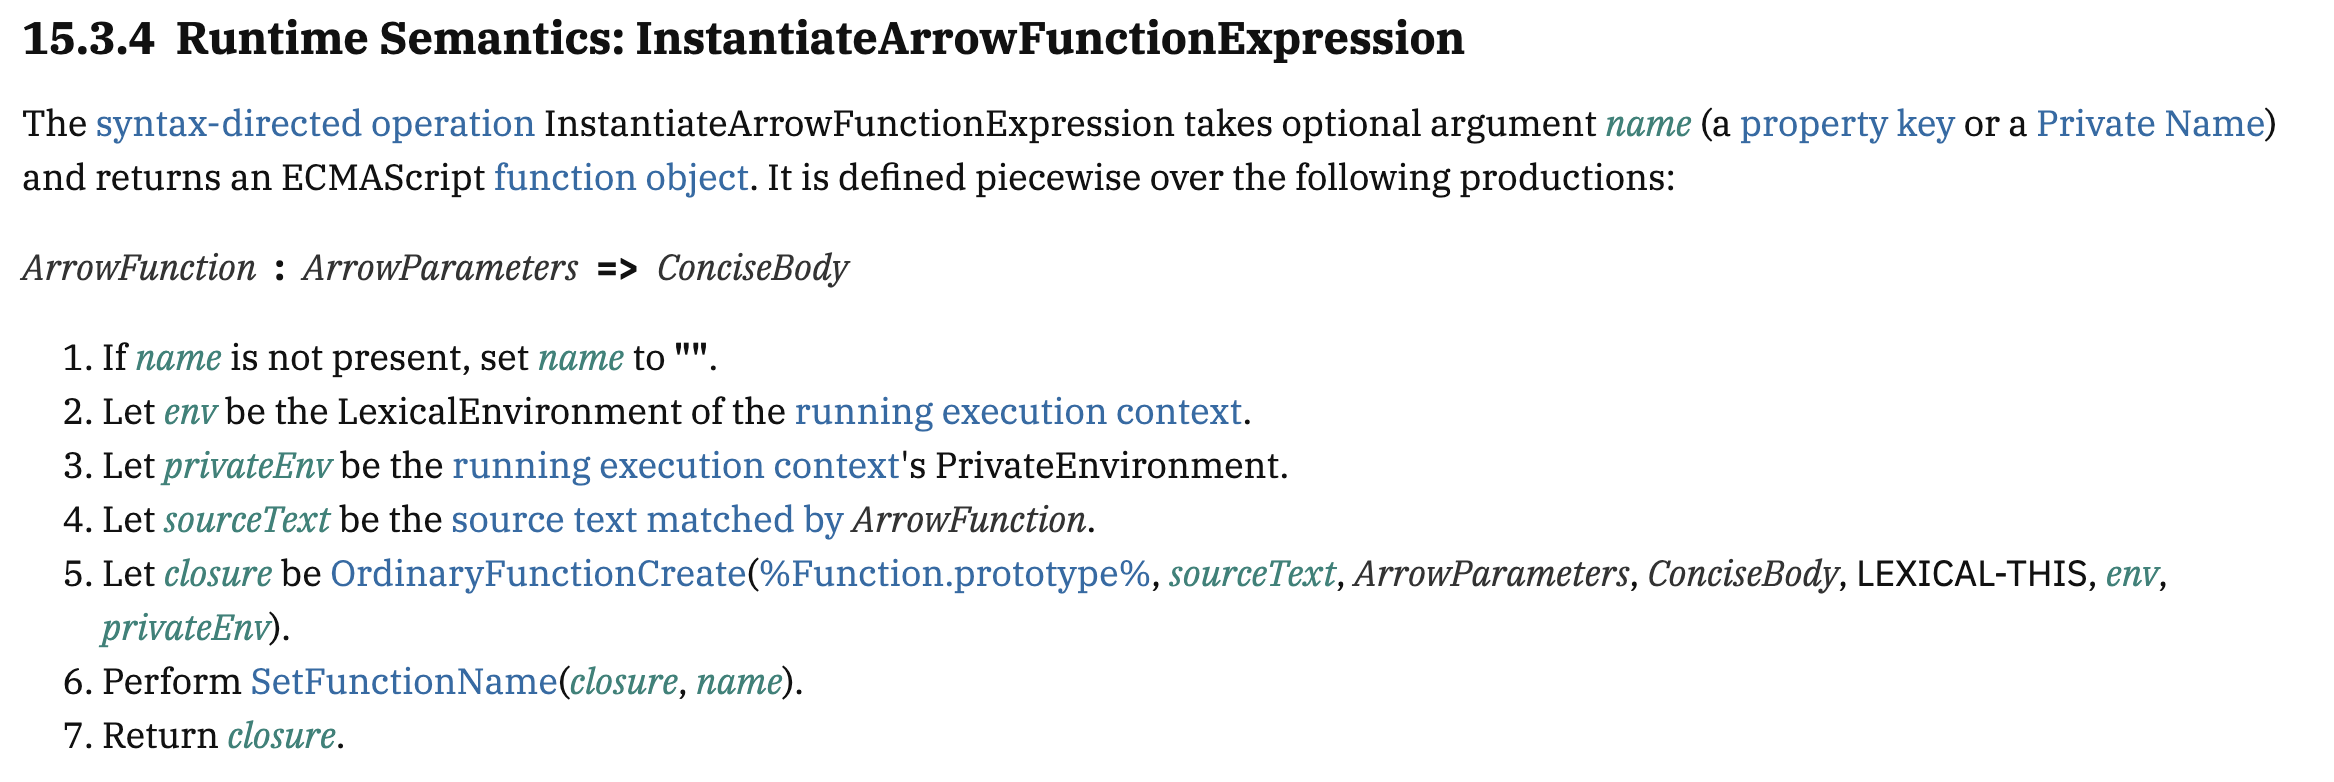 15.3.4 Runtime Semantics: InstantiateArrowFunctionExpression
The syntax-directed operation InstantiateArrowFunctionExpression takes optional argument name (a property key or a Private Name)
and returns an ECMAScript function object. It is defined piecewise over the following productions:
ArrowFunction : ArrowParameters => ConciseBody
1. If name is not present, set name to "".
2. Let env be the LexicalEnvironment of the running execution context.
3. Let privateEnv be the running execution context's PrivateEnvironment.
4. Let sourceText be the source text matched by ArrowFunction.
5. Let closure be OrdinaryFunctionCreate(%Function.prototype%, sourceText, ArrowParameters, ConciseBody, LEXICAL-THIS, env,
privateEnv).
6. Perform SetFunctionName(closure, name).
7. Return closure.